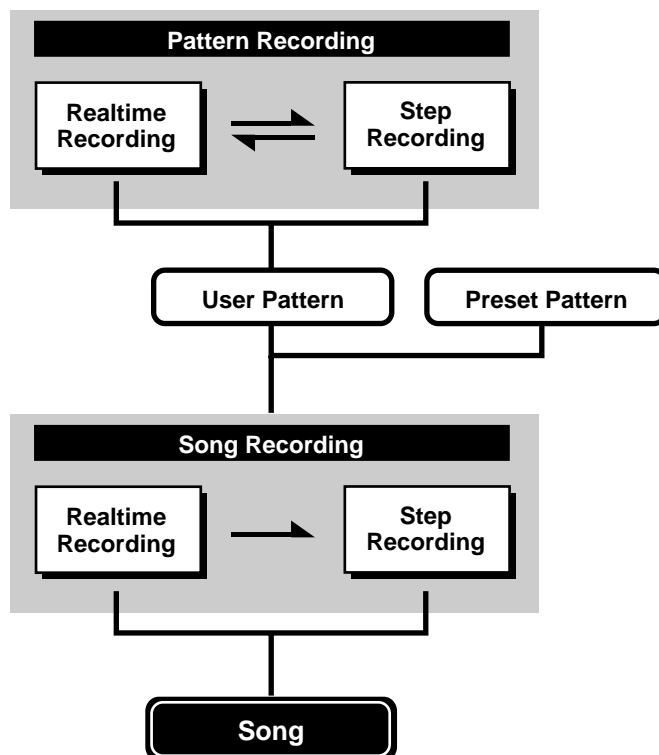 Pattern Recording
Realtime
Recording
Step
Recording
User Pattern
Preset Pattern
Song Recording
Realtime
Recording
Step
Recording
Song